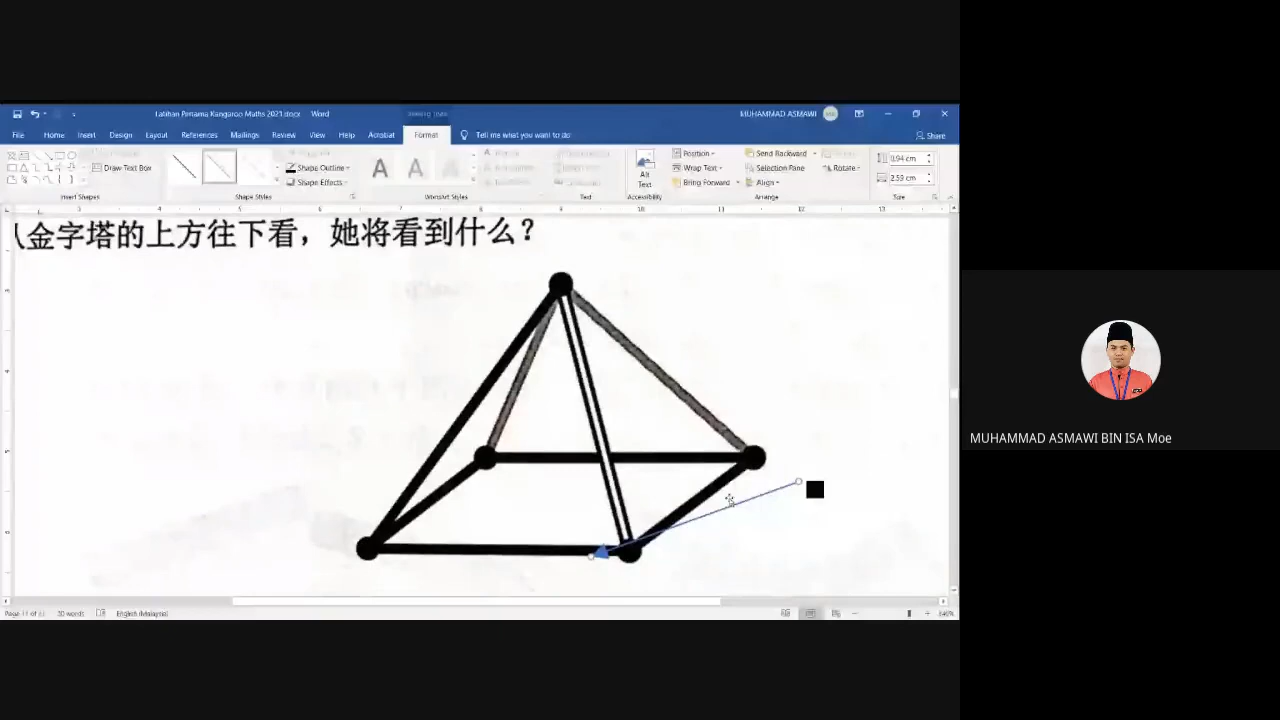 Latihan Pertama Kangaroo Maths 2021.docx - Word
MUHAMMAD ASMAWI
File Home Insert Design Layout References Mailings Review View Help Acrobat Format Tell me what you want to do Share
Draw Text Box
Shape Outline
Shape Effects
Insert Shapes
Shape Styles
WordArt Styles
Text
Alt Text
Accessibility
Position
Wrap Text
Bring Forward
Send Backward
Selection Pane
Align
Rotate
Arrange
0.94 cm
2.59 cm
Size
金字塔的上方往下看，她将看到什么？
30 words
English (Malaysia)
MUHAMMAD ASMAWI BIN ISA Moe